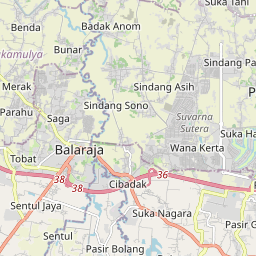 Suka Tani
Benda
Badak Anom
Bunar
Sindang Pa
Sukamulya
Merak
Sindang Asih
Parahu
Sindang Sono
Saga
Suvarna
Sutera
Suka Ha
Tobat
Balaraja
Wana Kerta
38
38
Cibadak
36
Sentul Jaya
Suka Nagara
Pasir G
Sentul
Pasir Bolang